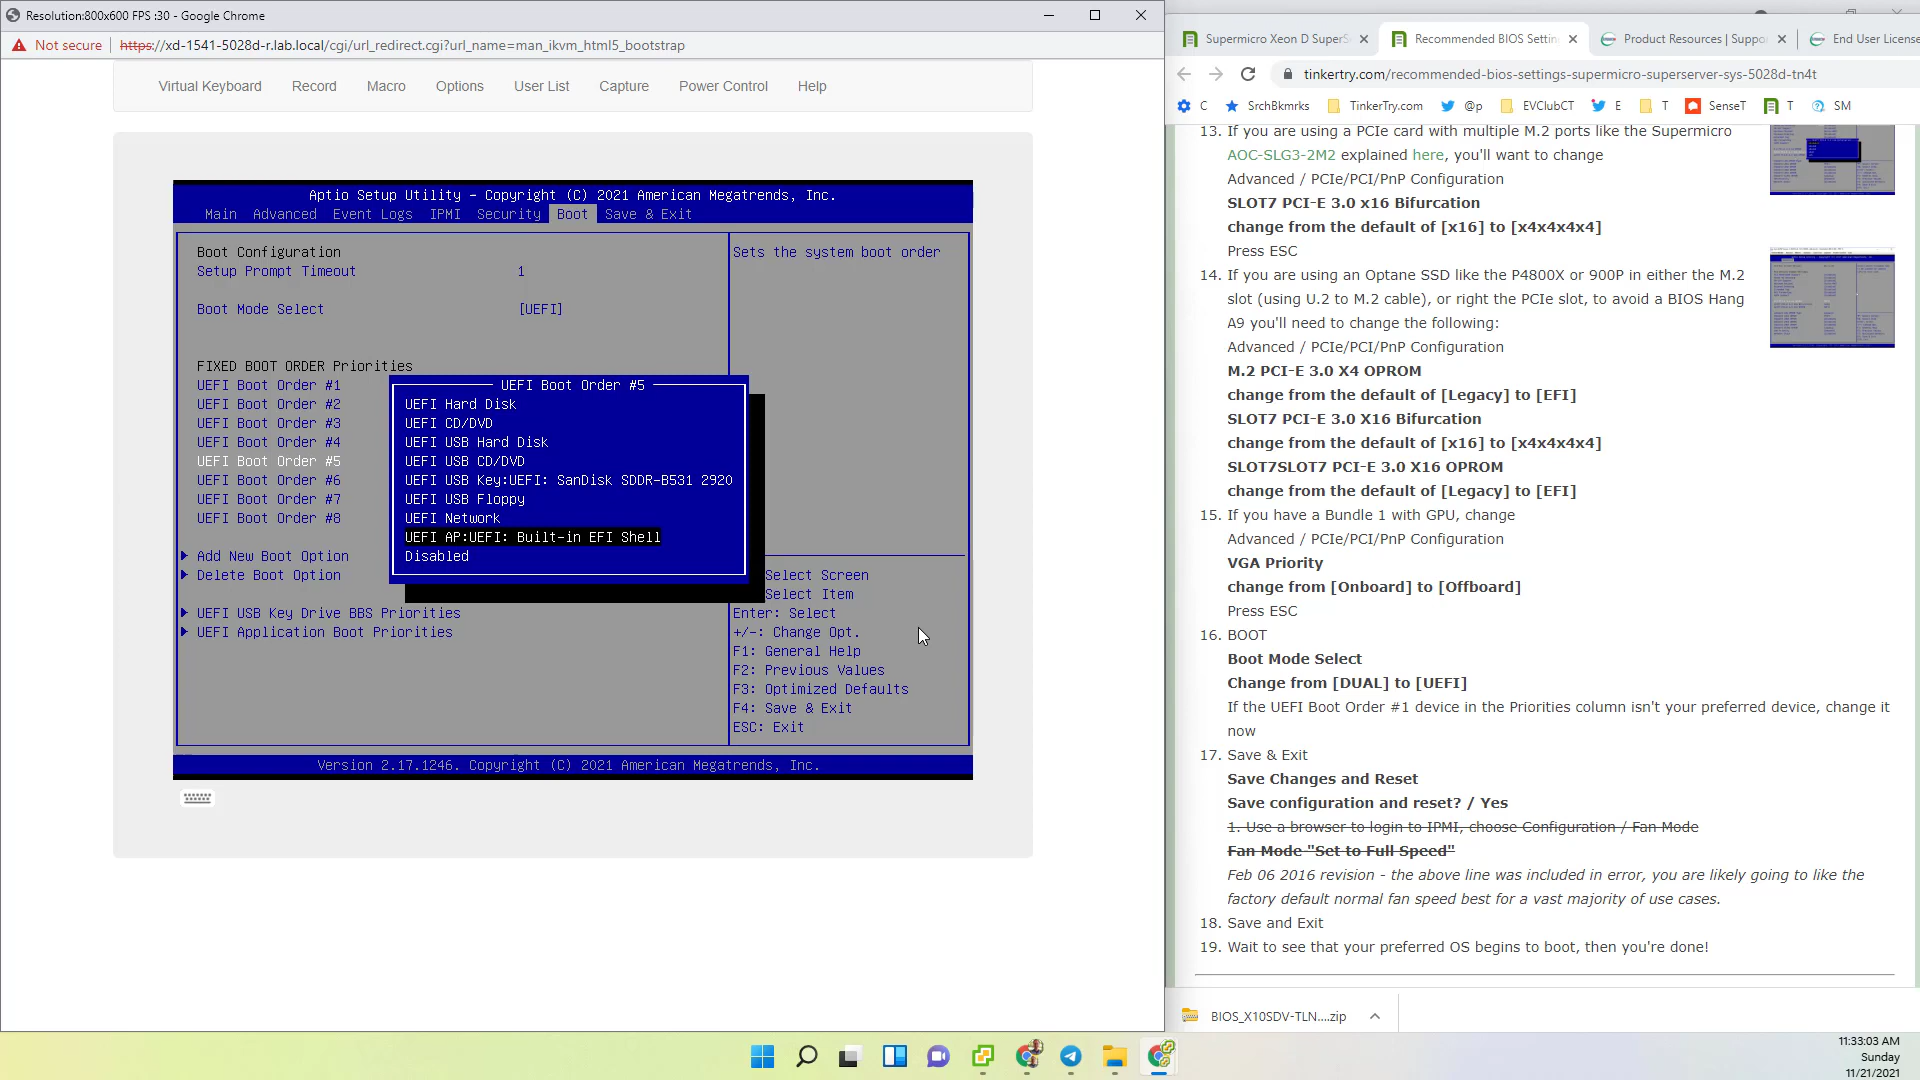 Resolution:800x600 FPS :30 - Google Chrome
Not secure | https://xd-1541-5028d-r.lab.local/cgi/url_redirect.cgi?url_name=man_ikvm_html5_bootstrap
Virtual Keyboard Record Macro Options User List Capture Power Control Help
Aptio Setup Utility – Copyright (C) 2021 American Megatrends, Inc.
Main Advanced Event Logs IPMI Security Boot Save & Exit
Boot Configuration
Setup Prompt Timeout 1
Boot Mode Select [UEFI]
FIXED BOOT ORDER Priorities
UEFI Boot Order #1
UEFI Boot Order #2
UEFI Boot Order #3
UEFI Boot Order #4
UEFI Boot Order #5
UEFI Boot Order #6
UEFI Boot Order #7
UEFI Boot Order #8
Add New Boot Option
Delete Boot Option
UEFI USB Key Drive BBS Priorities
UEFI Application Boot Priorities
UEFI Boot Order #5
UEFI Hard Disk
UEFI CD/DVD
UEFI USB Hard Disk
UEFI USB CD/DVD
UEFI USB Key:UEFI: SanDisk SDDR-B531 2920
UEFI USB Floppy
UEFI Network
UEFI AP:UEFI: Built-in EFI Shell
Disabled
Sets the system boot order
Select Screen
Select Item
Enter: Select
+/-: Change Opt.
F1: General Help
F2: Previous Values
F3: Optimized Defaults
F4: Save & Exit
ESC: Exit
Version 2.17.1246. Copyright (C) 2021 American Megatrends, Inc.
Supermicro Xeon D SuperS
Recommended BIOS Settin
Product Resources | Suppo
End User License
tinkertry.com/recommended-bios-settings-supermicro-superserver-sys-5028d-tn4t
C SrchBkmrks TinkerTry.com @p EVClubCT E T SenseT T SM
13. If you are using a PCIe card with multiple M.2 ports like the Supermicro
AOC-SLG3-2M2 explained here, you'll want to change
Advanced / PCIe/PCI/PnP Configuration
SLOT7 PCI-E 3.0 x16 Bifurcation
change from the default of [x16] to [x4x4x4x4]
Press ESC
14. If you are using an Optane SSD like the P4800X or 900P in either the M.2
slot (using U.2 to M.2 cable), or right the PCIe slot, to avoid a BIOS Hang
A9 you'll need to change the following:
Advanced / PCIe/PCI/PnP Configuration
M.2 PCI-E 3.0 X4 OPROM
change from the default of [Legacy] to [EFI]
SLOT7 PCI-E 3.0 X16 Bifurcation
change from the default of [x16] to [x4x4x4x4]
SLOT7SLOT7 PCI-E 3.0 X16 OPROM
change from the default of [Legacy] to [EFI]
15. If you have a Bundle 1 with GPU, change
Advanced / PCIe/PCI/PnP Configuration
VGA Priority
change from [Onboard] to [Offboard]
Press ESC
16. BOOT
Boot Mode Select
Change from [DUAL] to [UEFI]
If the UEFI Boot Order #1 device in the Priorities column isn't your preferred device, change it
now
17. Save & Exit
Save Changes and Reset
Save configuration and reset? / Yes
1. Use a browser to login to IPMI, choose Configuration / Fan Mode
Fan Mode "Set to Full Speed"
Feb 06 2016 revision - the above line was included in error, you are likely going to like the
factory default normal fan speed best for a vast majority of use cases.
18. Save and Exit
19. Wait to see that your preferred OS begins to boot, then you're done!
BIOS_X10SDV-TLN....zip
11:33:03 AM
Sunday
11/21/2021